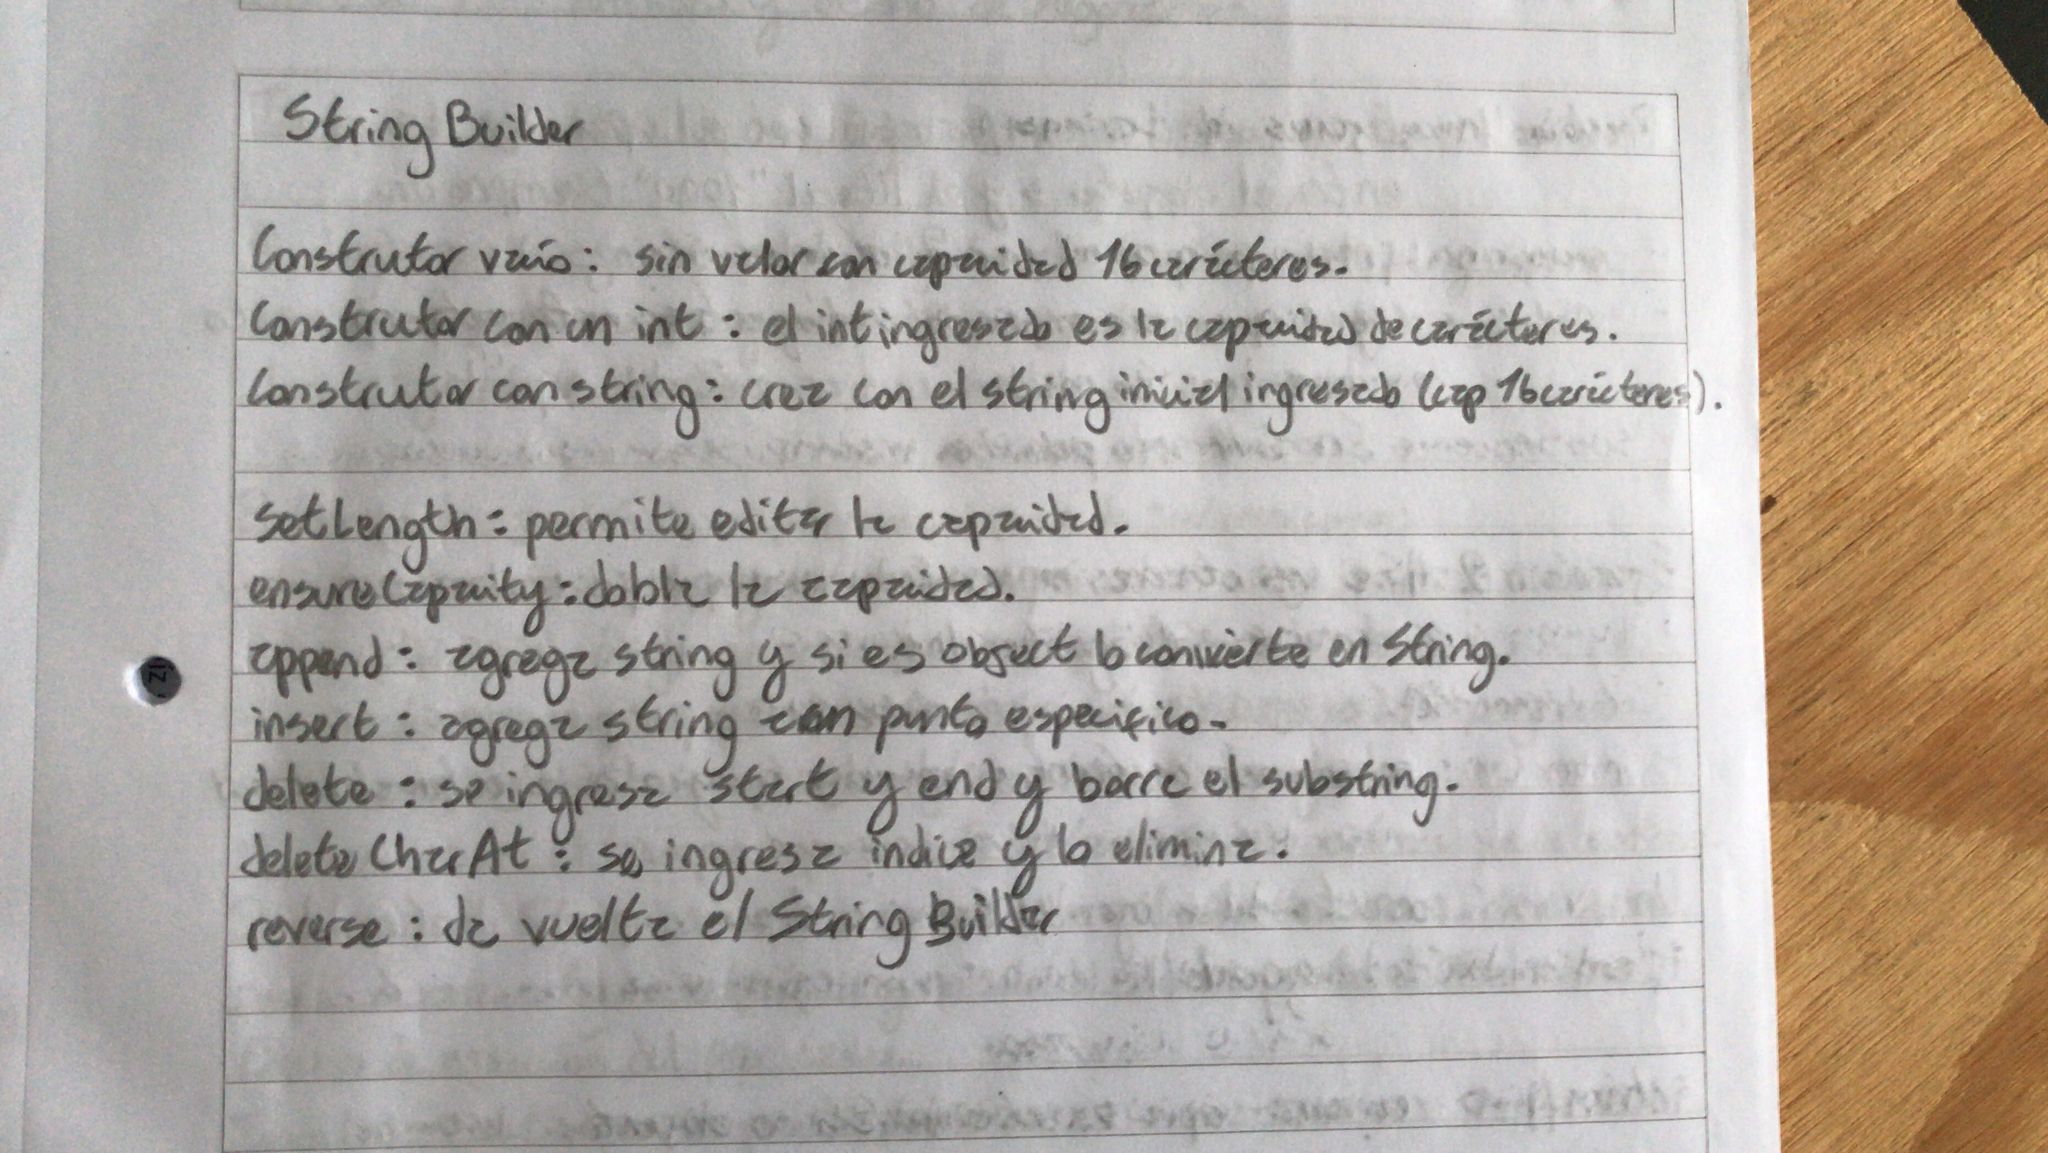 String Builder
Construtor vacío: sin valor con capacidad 16 carácteres.
Construtor con un int: el int ingresado es la capacidad de carácteres.
Construtor con string: crea con el string inicial ingresado (cap 16 carácteres).
setLength: permite editar la capacidad.
ensureCapacity: dobla la capacidad.
append: agrega string y si es object lo convierte en String.
insert: agrega string en punto especifico.
delete: se ingresa start y end y borra el substring.
deleteCharAt: se ingresa indice y lo elimina.
reverse: da vuelta el String Builder